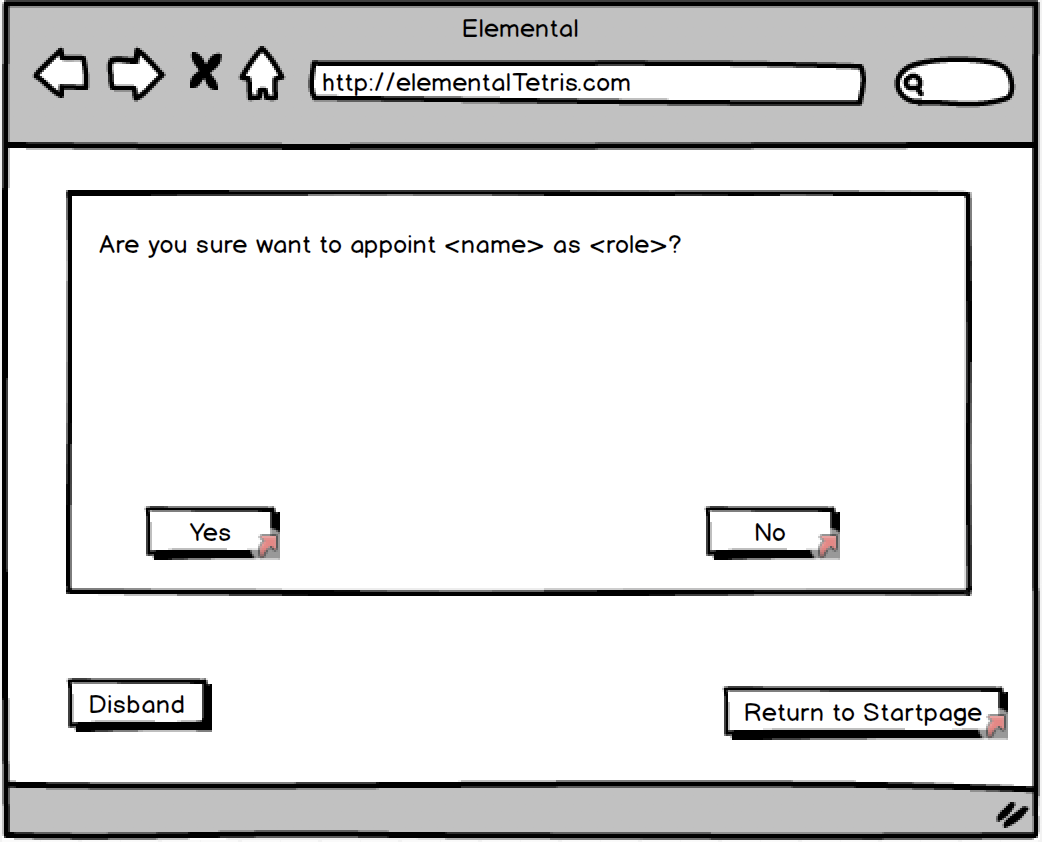 Elemental
http://elementalTetris.com
Are you sure want to appoint <name> as <role>?
Yes
No
Disband
Return to Startpage